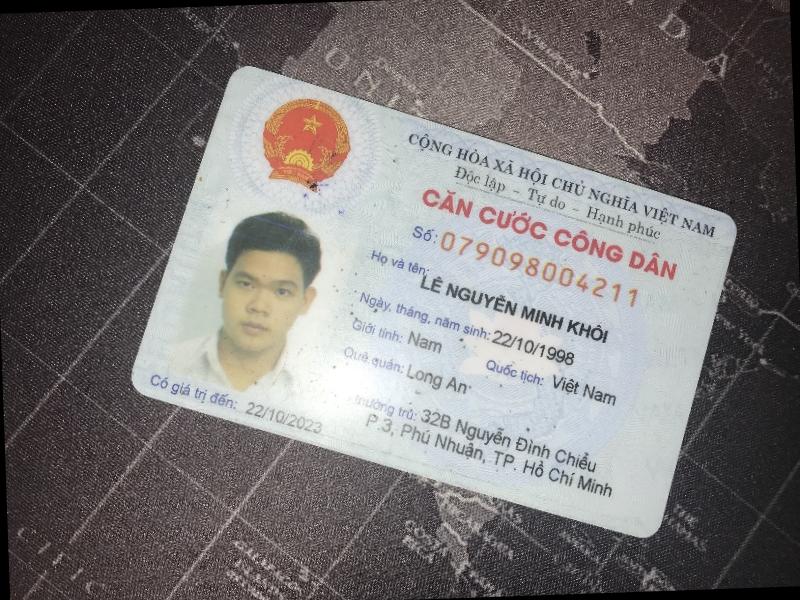 CỘNG HÒA XÃ HỘI CHỦ NGHĨA VIỆT NAM
Độc lập - Tự do - Hạnh phúc
CĂN CƯỚC CÔNG DÂN
Số: 079098004211
Họ và tên:
LÊ NGUYỄN MINH KHÔI
Ngày, tháng, năm sinh: 22/10/1998
Giới tính: Nam Quốc tịch: Việt Nam
Quê quán: Long An
thường trú: 32B Nguyễn Đình Chiểu
P.3, Phú Nhuận, TP. Hồ Chí Minh
Có giá trị đến: 22/10/2023